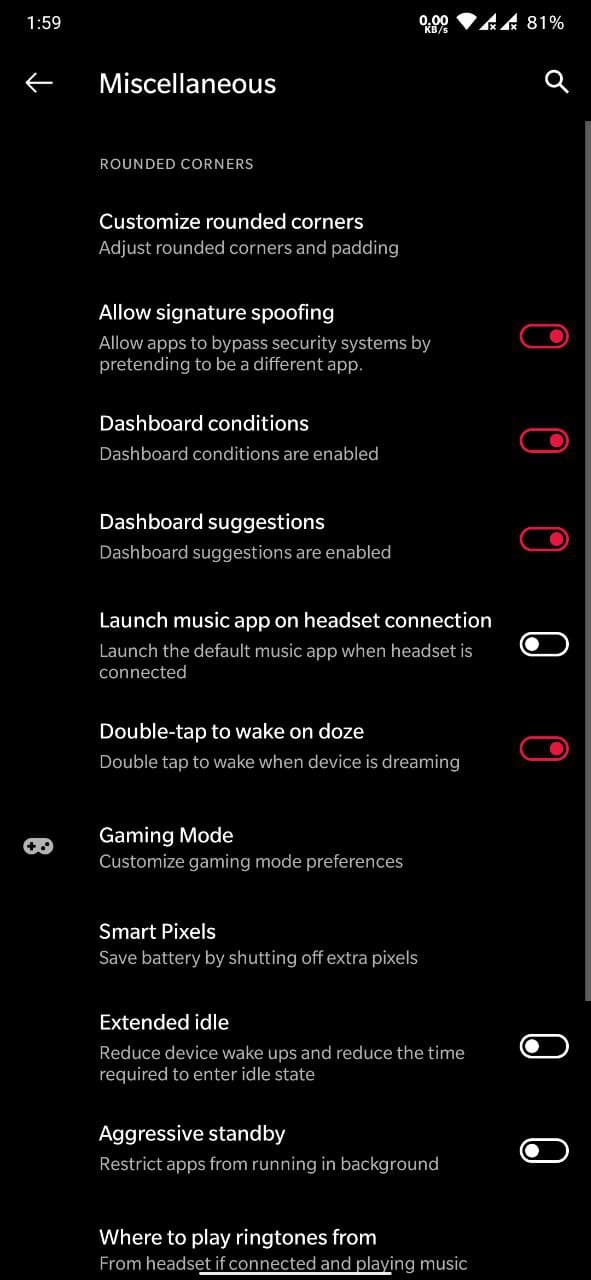 1:59
0.00
KB/s
81%
Miscellaneous
ROUNDED CORNERS
Customize rounded corners
Adjust rounded corners and padding
Allow signature spoofing
Allow apps to bypass security systems by
pretending to be a different app.
Dashboard conditions
Dashboard conditions are enabled
Dashboard suggestions
Dashboard suggestions are enabled
Launch music app on headset connection
Launch the default music app when headset is
connected
Double-tap to wake on doze
Double tap to wake when device is dreaming
Gaming Mode
Customize gaming mode preferences
Smart Pixels
Save battery by shutting off extra pixels
Extended idle
Reduce device wake ups and reduce the time
required to enter idle state
Aggressive standby
Restrict apps from running in background
Where to play ringtones from
From headset if connected and playing music